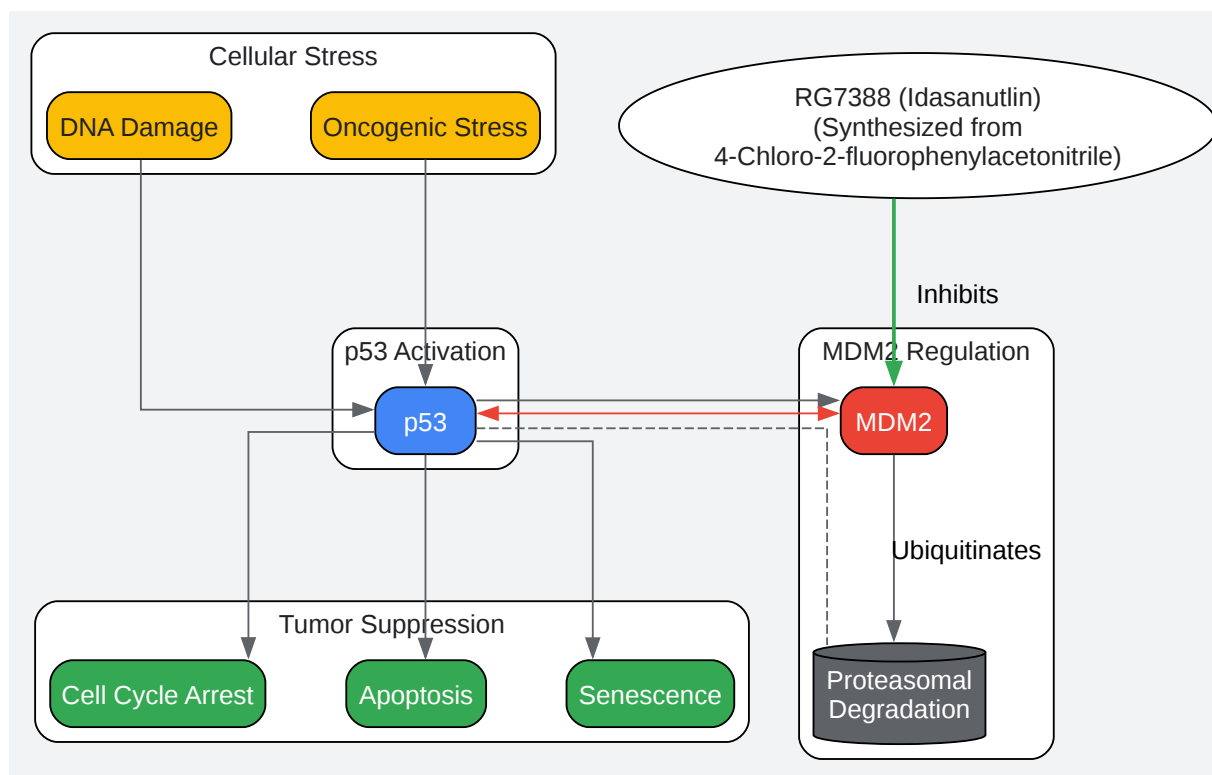 Cellular Stress
DNA Damage
Oncogenic Stress
RG7388 (Idasanutlin)
(Synthesized from
4-Chloro-2-fluorophenylacetonitrile)
Inhibits
p53 Activation
p53
MDM2 Regulation
MDM2
Ubiquitinates
Tumor Suppression
Cell Cycle Arrest
Apoptosis
Senescence
Proteasomal
Degradation